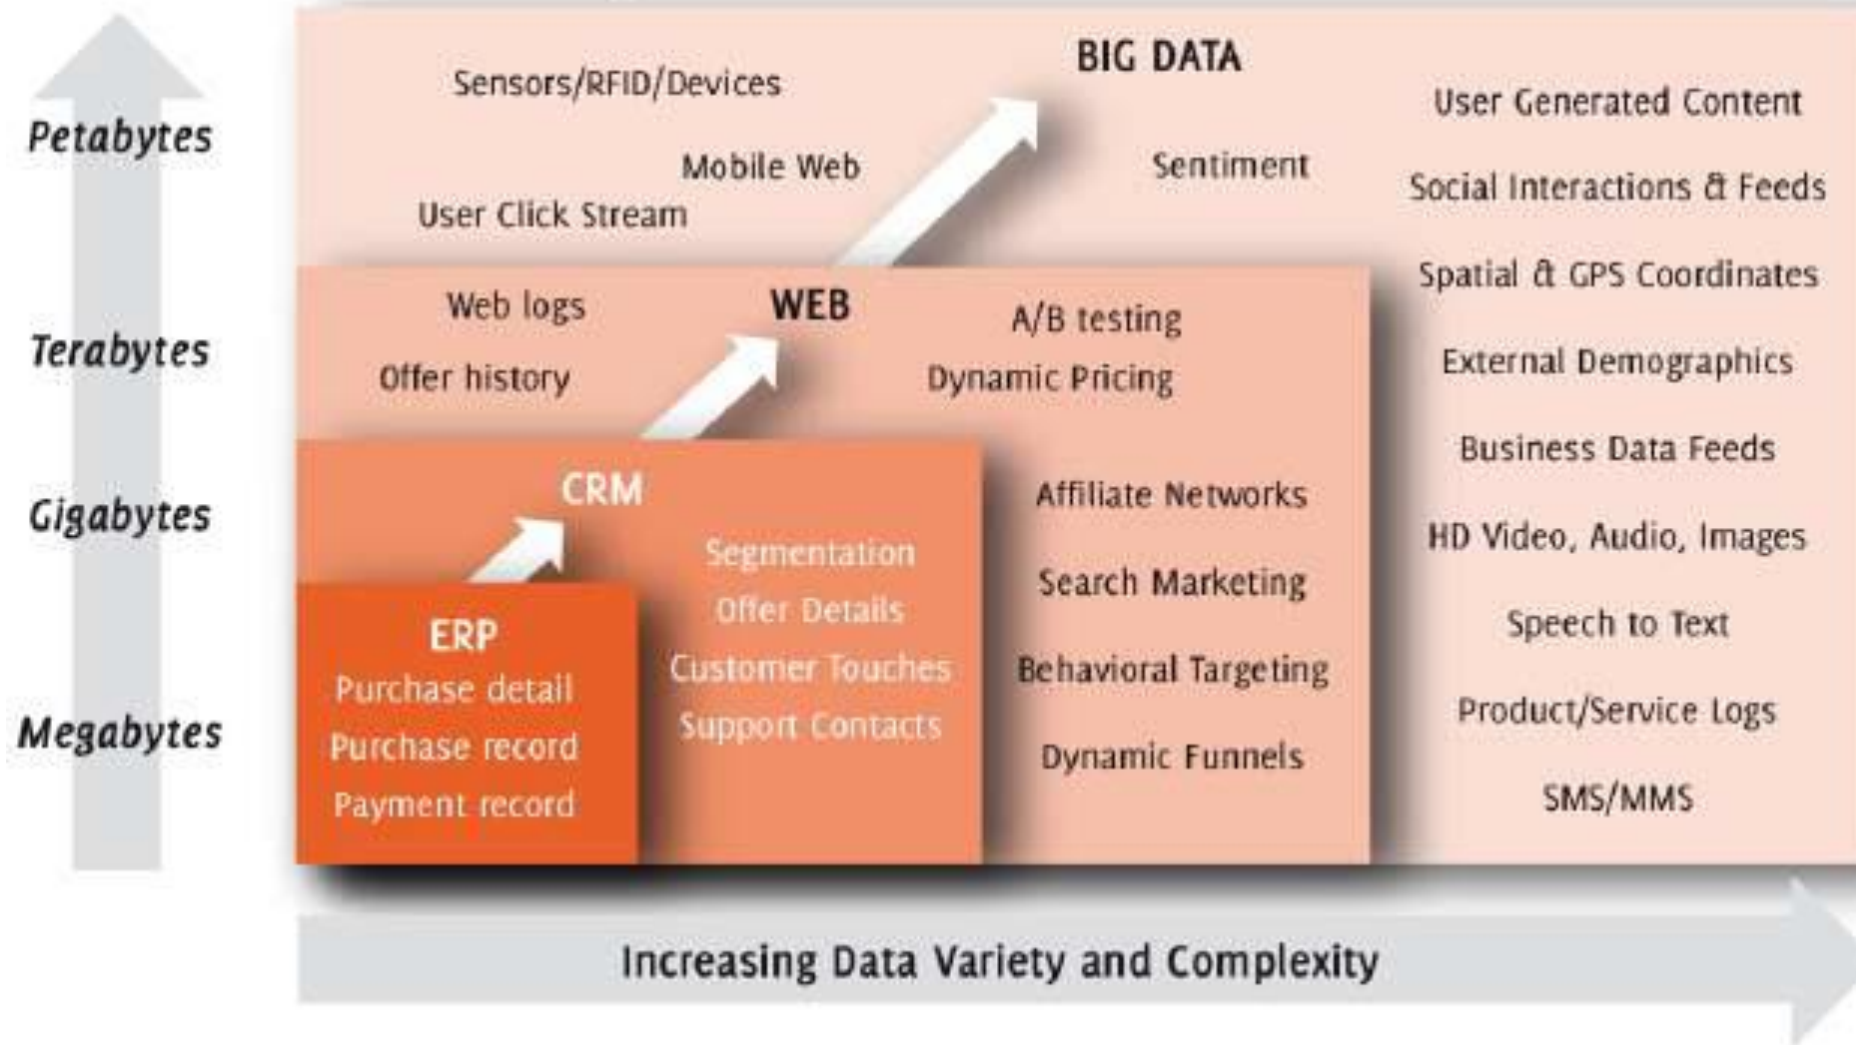 Petabytes
Terabytes
Gigabytes
Megabytes
BIG DATA
Sensors/RFID/Devices
Mobile Web
User Click Stream
Sentiment
User Generated Content
Social Interactions & Feeds
Spatial & GPS Coordinates
External Demographics
Business Data Feeds
HD Video, Audio, Images
Speech to Text
Product/Service Logs
SMS/MMS
WEB
Web logs
Offer history
A/B testing
Dynamic Pricing
Affiliate Networks
Search Marketing
Behavioral Targeting
Dynamic Funnels
CRM
Segmentation
Offer Details
Customer Touches
Support Contacts
ERP
Purchase detail
Purchase record
Payment record
Increasing Data Variety and Complexity